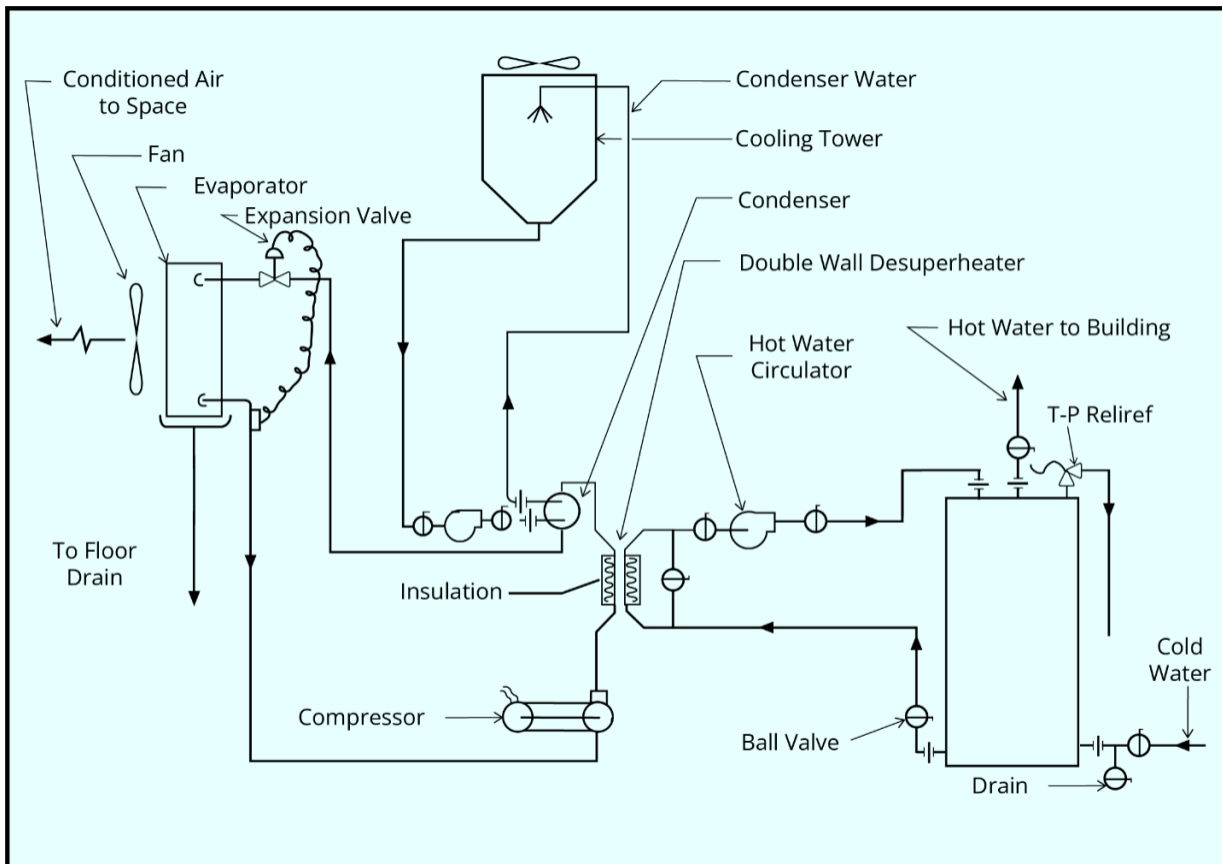 Conditioned Air
to Space
Fan
Evaporator
Expansion Valve
Condenser Water
Cooling Tower
Condenser
Double Wall Desuperheater
Hot Water
Circulator
Hot Water to Building
T-P Reliref
To Floor
Drain
Insulation
Compressor
Ball Valve
Cold
Water
Drain